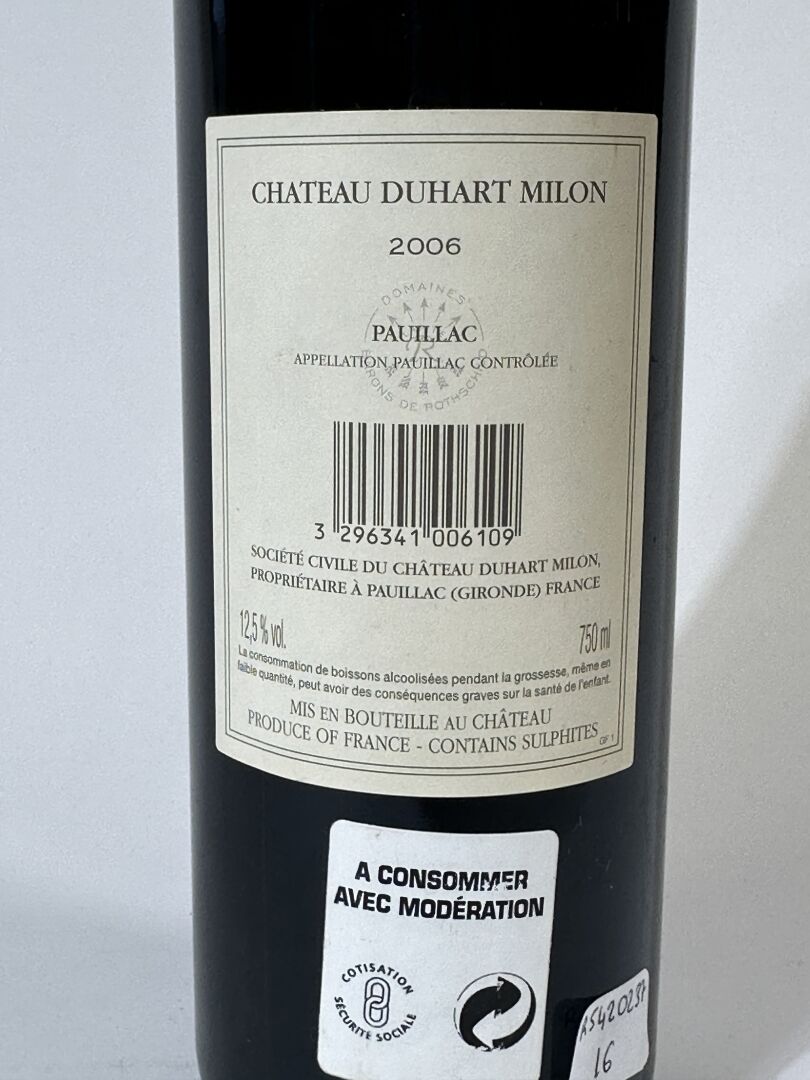 CHATEAU DUHART MILON
2006
DOMAINES
BARONS DE ROTHSCHILD
PAUILLAC
APPELLATION PAUILLAC CONTRÔLÉE
3 296341 006109
SOCIÉTÉ CIVILE DU CHÂTEAU DUHART MILON,
PROPRIÉTAIRE À PAUILLAC (GIRONDE) FRANCE
12,5 % vol.
750 ml
La consommation de boissons alcoolisées pendant la grossesse, même en
faible quantité, peut avoir des conséquences graves sur la santé de l'enfant.
MIS EN BOUTEILLE AU CHÂTEAU
PRODUCE OF FRANCE - CONTAINS SULPHITES
GF 1
A CONSOMMER
AVEC MODÉRATION
COTISATION
SÉCURITÉ SOCIALE
16